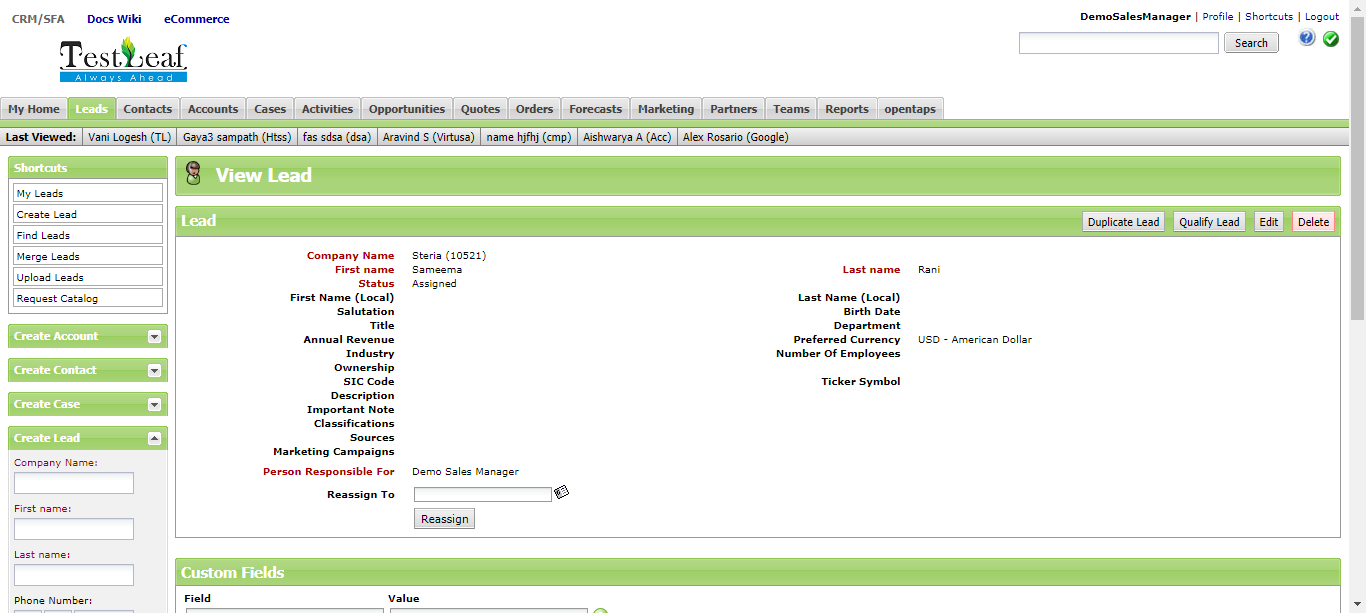 CRM/SFA Docs Wiki eCommerce
DemoSalesManager | Profile | Shortcuts | Logout
TestLeaf
Always Ahead
Search
My Home Leads Contacts Accounts Cases Activities Opportunities Quotes Orders Forecasts Marketing Partners Teams Reports opentaps
Last Viewed: Vani Logesh (TL) Gaya3 sampath (Htss) fas sdsa (dsa) Aravind S (Virtusa) name hjfhj (cmp) Aishwarya A (Acc) Alex Rosario (Google)
Shortcuts
My Leads
Create Lead
Find Leads
Merge Leads
Upload Leads
Request Catalog
Create Account
Create Contact
Create Case
Create Lead
Company Name:
First name:
Last name:
Phone Number:
View Lead
Lead
Duplicate Lead Qualify Lead Edit Delete
Company Name Steria (10521)
First name Sameema Last name Rani
Status Assigned
First Name (Local) Last Name (Local)
Salutation Birth Date
Title Department
Annual Revenue Preferred Currency USD - American Dollar
Industry Number Of Employees
Ownership
SIC Code Ticker Symbol
Description
Important Note
Classifications
Sources
Marketing Campaigns
Person Responsible For Demo Sales Manager
Reassign To
Reassign
Custom Fields
Field Value